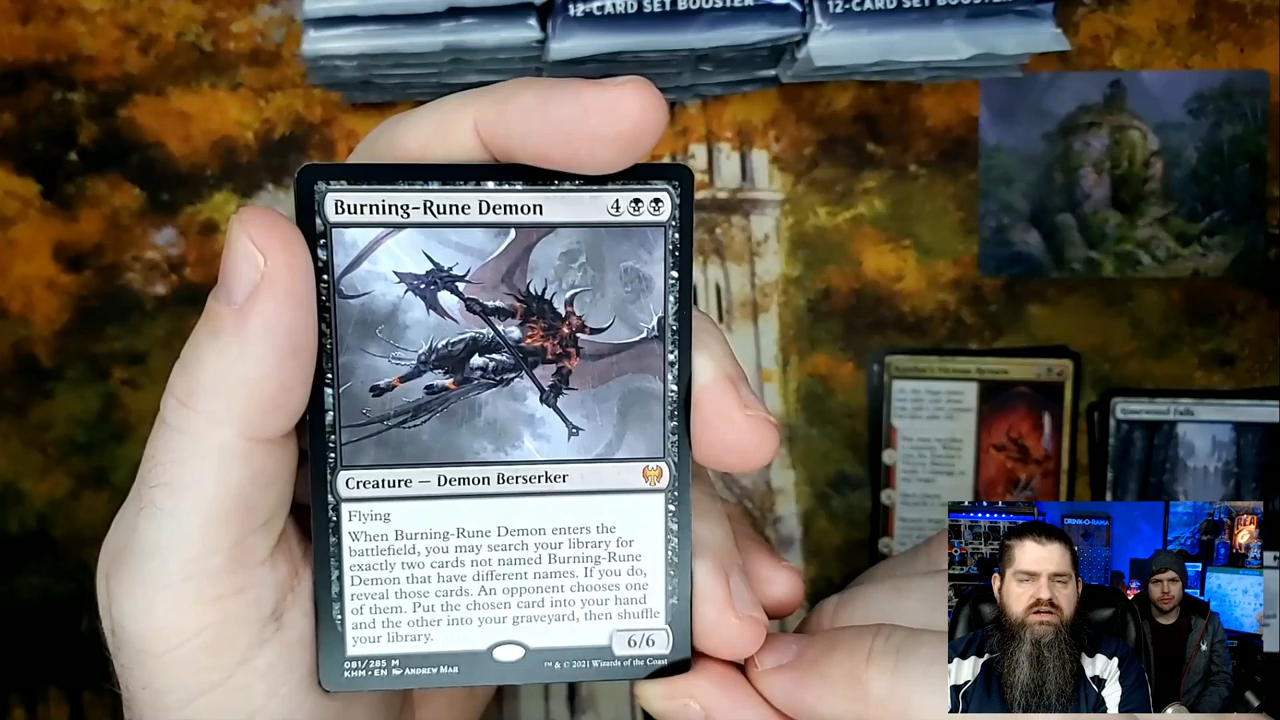 12-CARD SET BOOSTER
12-CARD SET BOOSTER
Burning-Rune Demon 4
Creature — Demon Berserker
Flying
When Burning-Rune Demon enters the
battlefield, you may search your library for
exactly two cards not named Burning-Rune
Demon that have different names. If you do,
reveal those cards. An opponent chooses one
of them. Put the chosen card into your hand
and the other into your graveyard, then shuffle
your library.
6/6
081/285 M
KHM • EN Andrew Mar
™ & © 2021 Wizards of the Coast
DRINK-O-RAMA